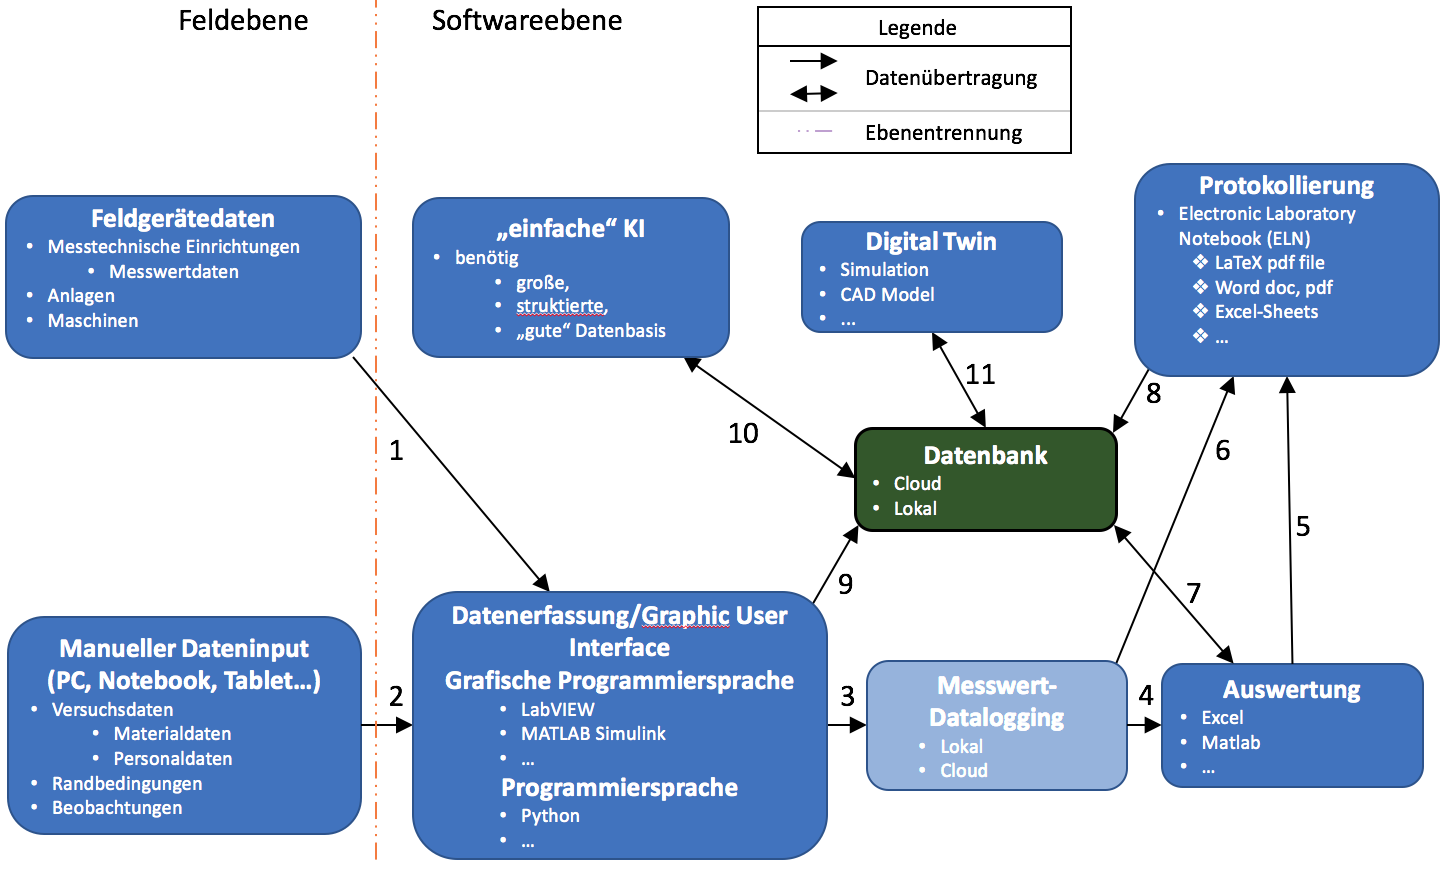 Feldebene
Softwareebene
Legende
Datenübertragung
Ebenentrennung
Feldgerätedaten
• Messtechnische Einrichtungen
• Messwertdaten
• Anlagen
• Maschinen
„einfache“ KI
• benötig
• große,
• struktierte,
• „gute“ Datenbasis
Digital Twin
• Simulation
• CAD Model
• ...
Protokollierung
• Electronic Laboratory
Notebook (ELN)
❖ LaTeX pdf file
❖ Word doc, pdf
❖ Excel-Sheets
❖ ...
1
10
11
8
6
5
7
9
Datenbank
• Cloud
• Lokal
Manueller Dateninput
(PC, Notebook, Tablet...)
• Versuchsdaten
• Materialdaten
• Personaldaten
• Randbedingungen
• Beobachtungen
2
Datenerfassung/Graphic User
Interface
Grafische Programmiersprache
• LabVIEW
• MATLAB Simulink
• ...
Programmiersprache
• Python
• ...
3
Messwert-
Datalogging
• Lokal
• Cloud
4
Auswertung
• Excel
• Matlab
• ...